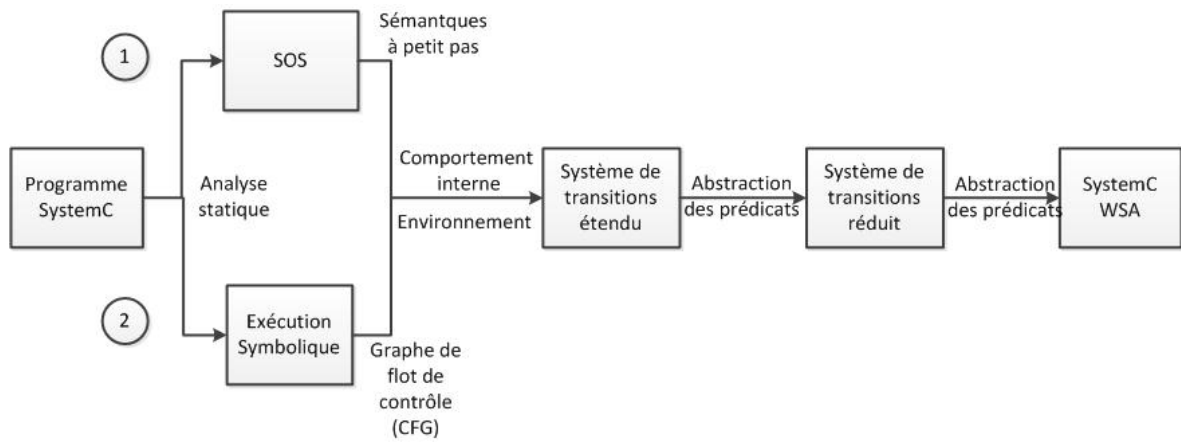 1
SOS
Sémantques
à petit pas
Programme
SystemC
Analyse
statique
2
Exécution
Symbolique
Graphe de
flot de
contrôle
(CFG)
Comportement
interne
Environnement
Système de
transitions
étendu
Abstraction
des prédicats
Système de
transitions
réduit
Abstraction
des prédicats
SystemC
WSA